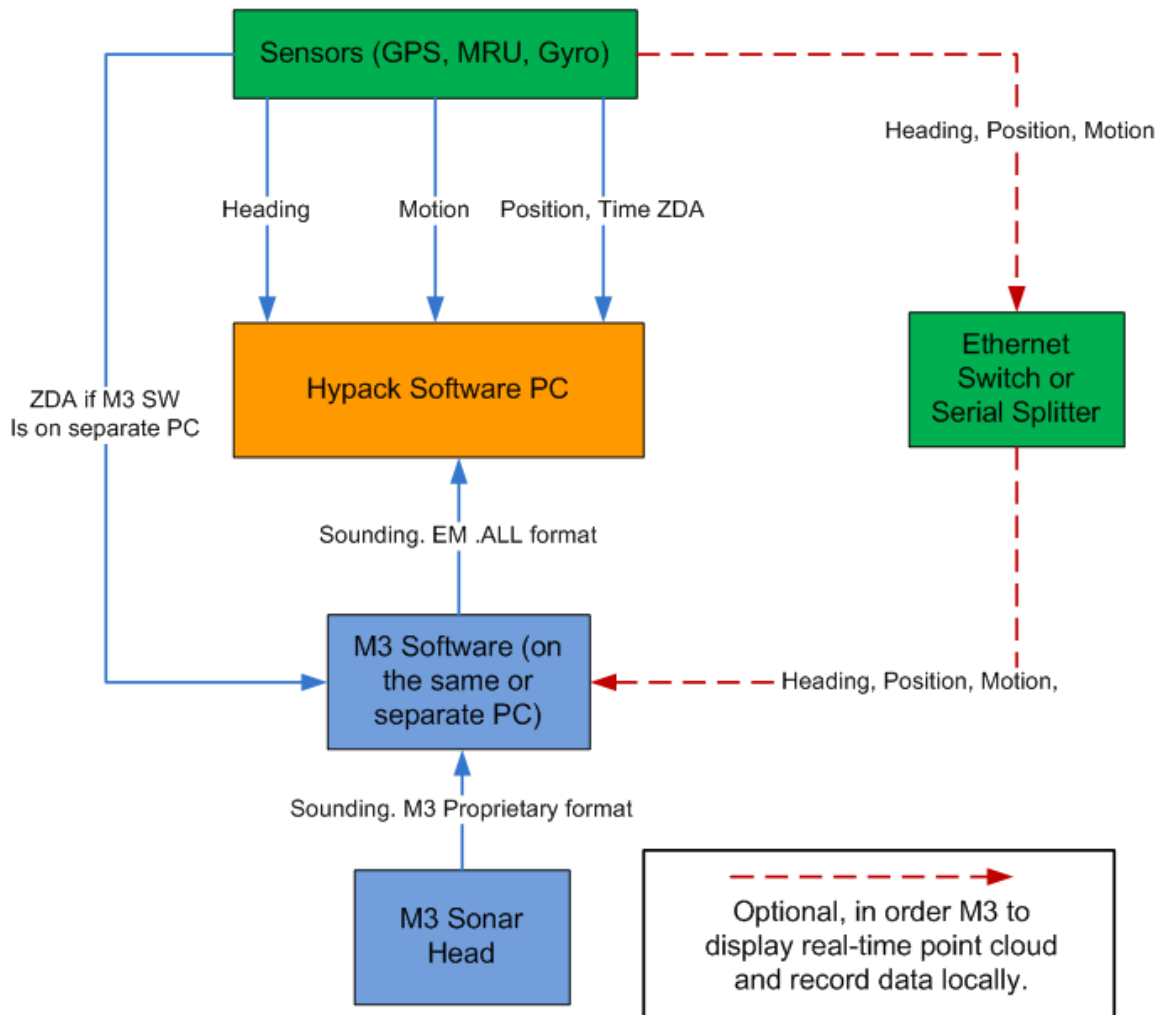 Sensors (GPS, MRU, Gyro)
Heading, Position, Motion
Heading
Motion
Position, Time ZDA
Ethernet
Switch or
Serial Splitter
Hypack Software PC
ZDA if M3 SW
Is on separate PC
Sounding. EM .ALL format
M3 Software (on
the same or
separate PC)
Heading, Position, Motion,
Sounding. M3 Proprietary format
M3 Sonar
Head
Optional, in order M3 to
display real-time point cloud
and record data locally.